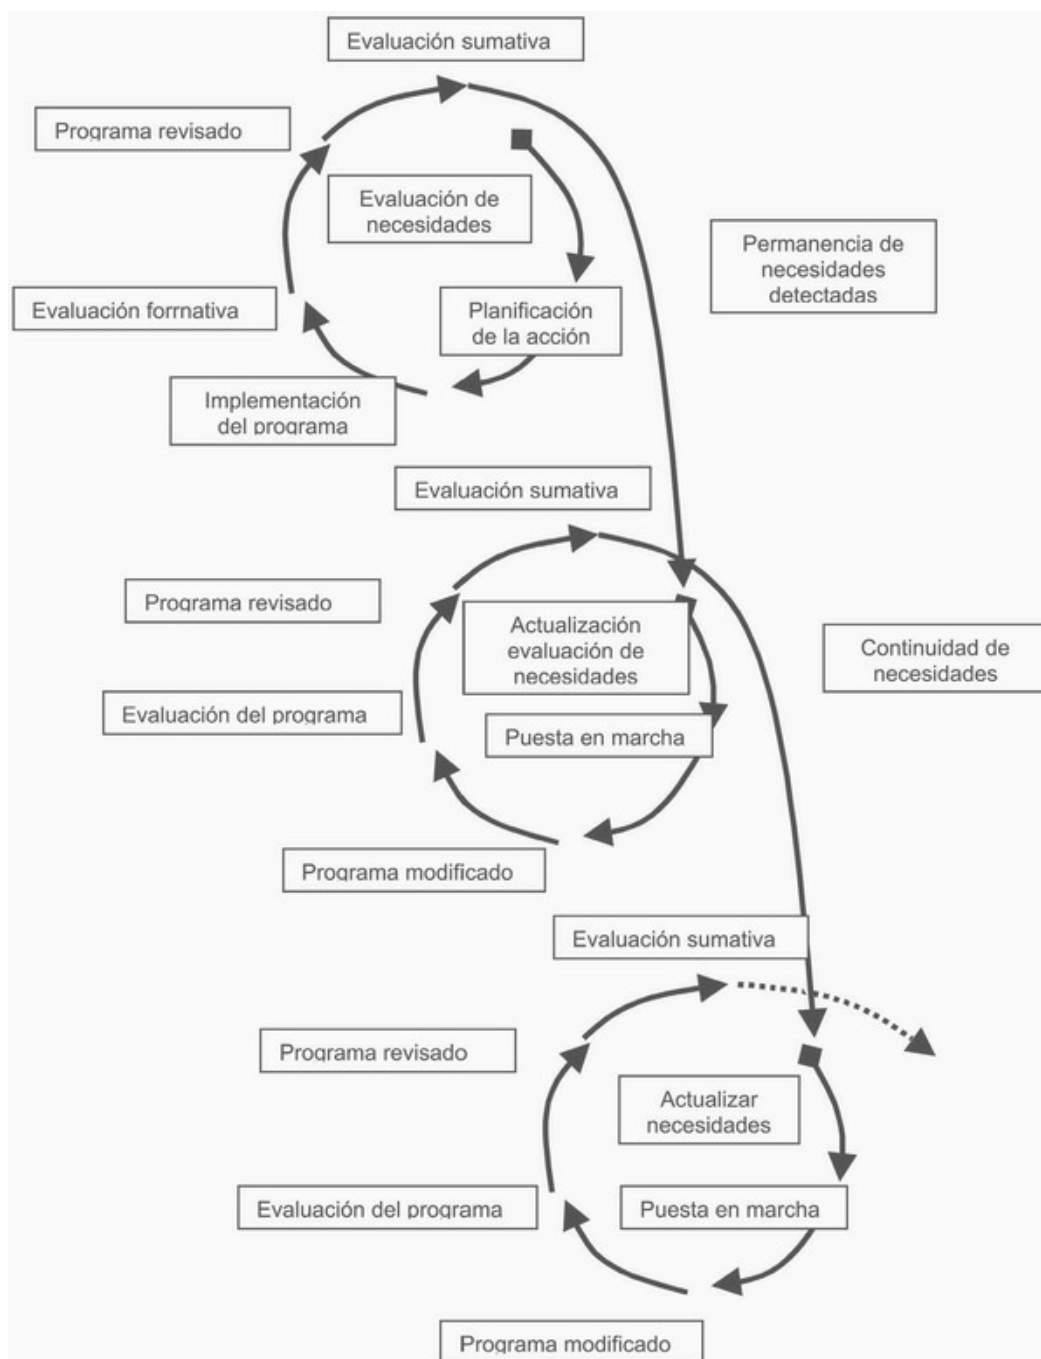 Evaluación sumativa
Programa revisado
Evaluación de
necesidades
Permanencia de
necesidades
detectadas
Evaluación forrnativa
Planificación
de la acción
Implementación
del programa
Evaluación sumativa
Programa revisado
Actualización
evaluación de
necesidades
Continuidad de
necesidades
Evaluación del programa
Puesta en marcha
Programa modificado
Evaluación sumativa
Programa revisado
Actualizar
necesidades
Evaluación del programa
Puesta en marcha
Programa modificado